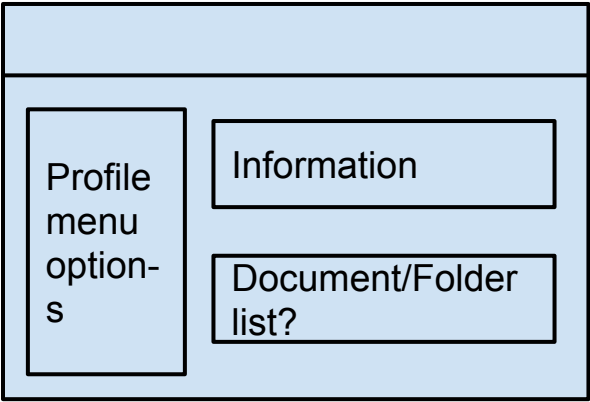 Profile
menu
option-
s
Information
Document/Folder
list?